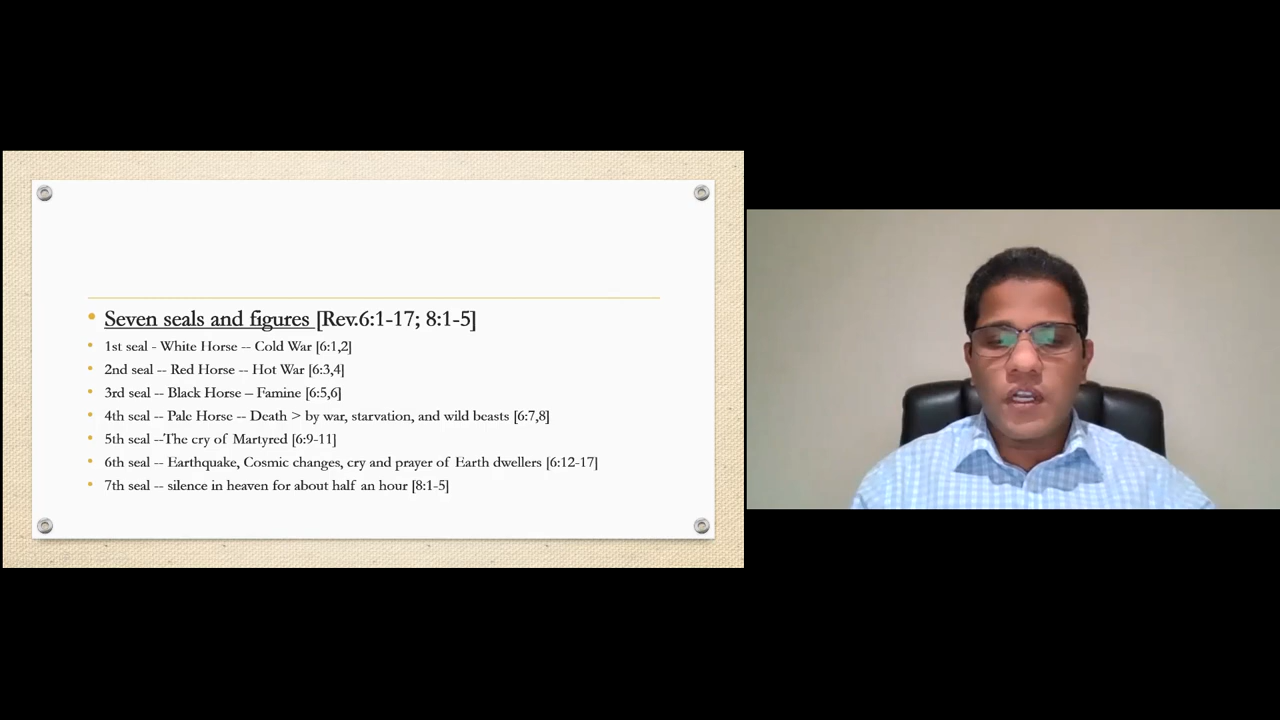 Seven seals and figures [Rev.6:1-17; 8:1-5]
1st seal - White Horse -- Cold War [6:1,2]
2nd seal -- Red Horse -- Hot War [6:3,4]
3rd seal -- Black Horse – Famine [6:5,6]
4th seal -- Pale Horse -- Death > by war, starvation, and wild beasts [6:7,8]
5th seal --The cry of Martyred [6:9-11]
6th seal -- Earthquake, Cosmic changes, cry and prayer of Earth dwellers [6:12-17]
7th seal -- silence in heaven for about half an hour [8:1-5]